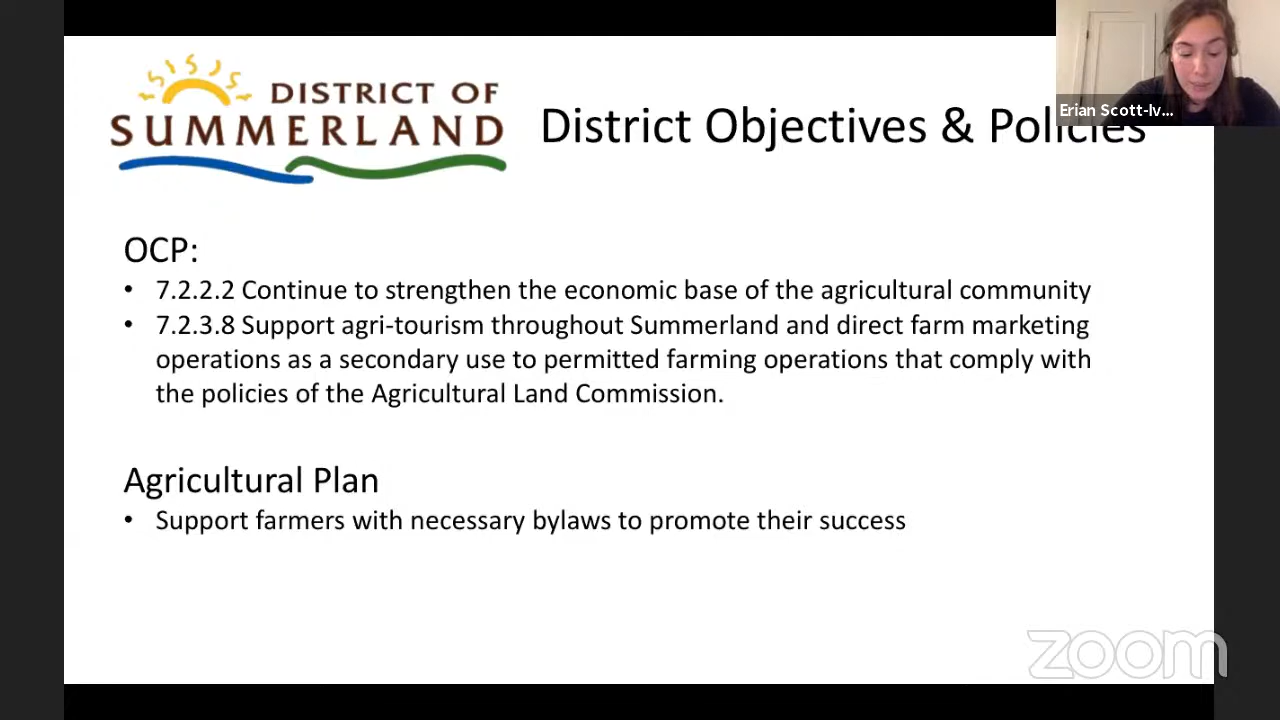 DISTRICT OF
SUMMERLAND
District Objectives & Policies
Erian Scott-Iv...
OCP:
• 7.2.2.2 Continue to strengthen the economic base of the agricultural community
• 7.2.3.8 Support agri-tourism throughout Summerland and direct farm marketing
operations as a secondary use to permitted farming operations that comply with
the policies of the Agricultural Land Commission.
Agricultural Plan
• Support farmers with necessary bylaws to promote their success
zoom